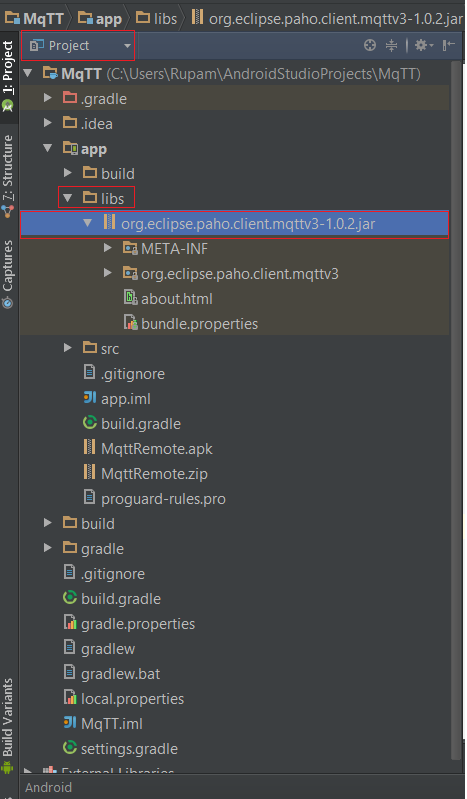 MqTT app libs org.eclipse.paho.client.mqttv3-1.0.2.jar
1: Project
7: Structure
Captures
Build Variants
Project
MqTT (C:\Users\Rupam\AndroidStudioProjects\MqTT)
.gradle
.idea
app
build
libs
org.eclipse.paho.client.mqttv3-1.0.2.jar
META-INF
org.eclipse.paho.client.mqttv3
about.html
bundle.properties
src
.gitignore
app.iml
build.gradle
MqttRemote.apk
MqttRemote.zip
proguard-rules.pro
build
gradle
.gitignore
build.gradle
gradle.properties
gradlew
gradlew.bat
local.properties
MqTT.iml
settings.gradle
External Libraries
Android